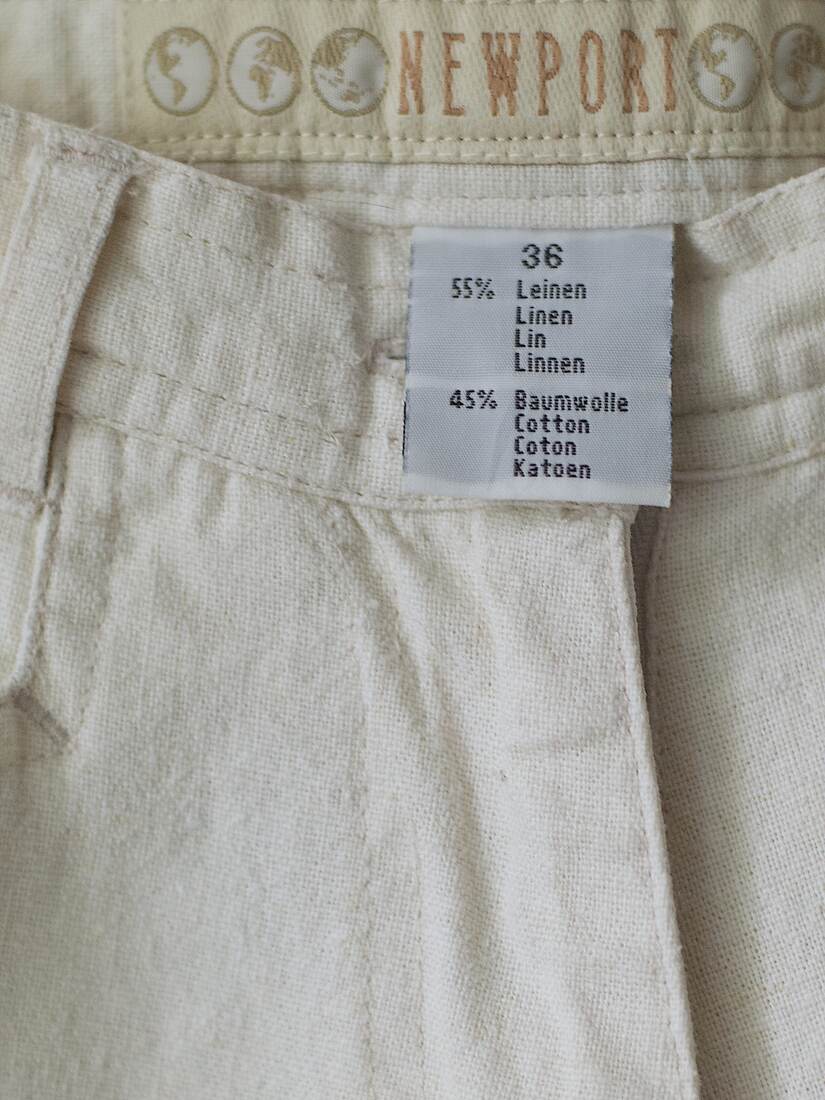 NEWPORT
36
55% Leinen
Linen
Lin
Linnen
45% Baumwolle
Cotton
Coton
Katoen